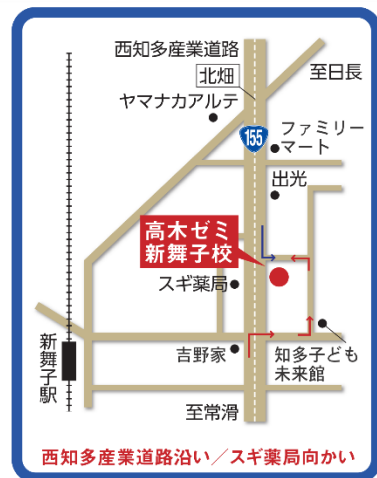 西知多産業道路
北畑
至日長
ヤマナカアルテ
155
ファミリー
マート
出光
高木ゼミ
新舞子校
スギ薬局
新舞子駅
吉野家
知多子ども
未来館
至常滑
西知多産業道路沿い/スギ薬局向かい